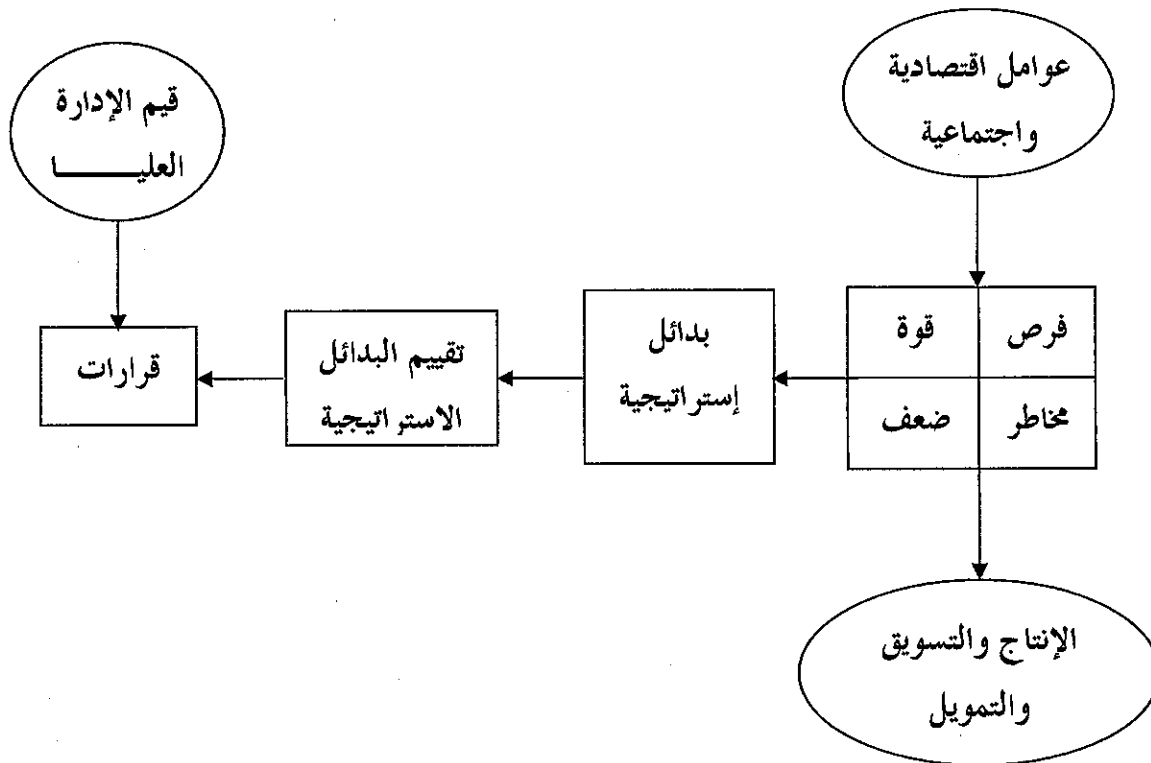 عوامل اقتصادية
واجتماعية
قيم الإدارة
العليـــــا
فرص
قوة
مخاطر
ضعف
بدائل
إستراتيجية
تقييم البدائل
الاستراتيجية
قرارات
الإنتاج والتسويق
والتمويل